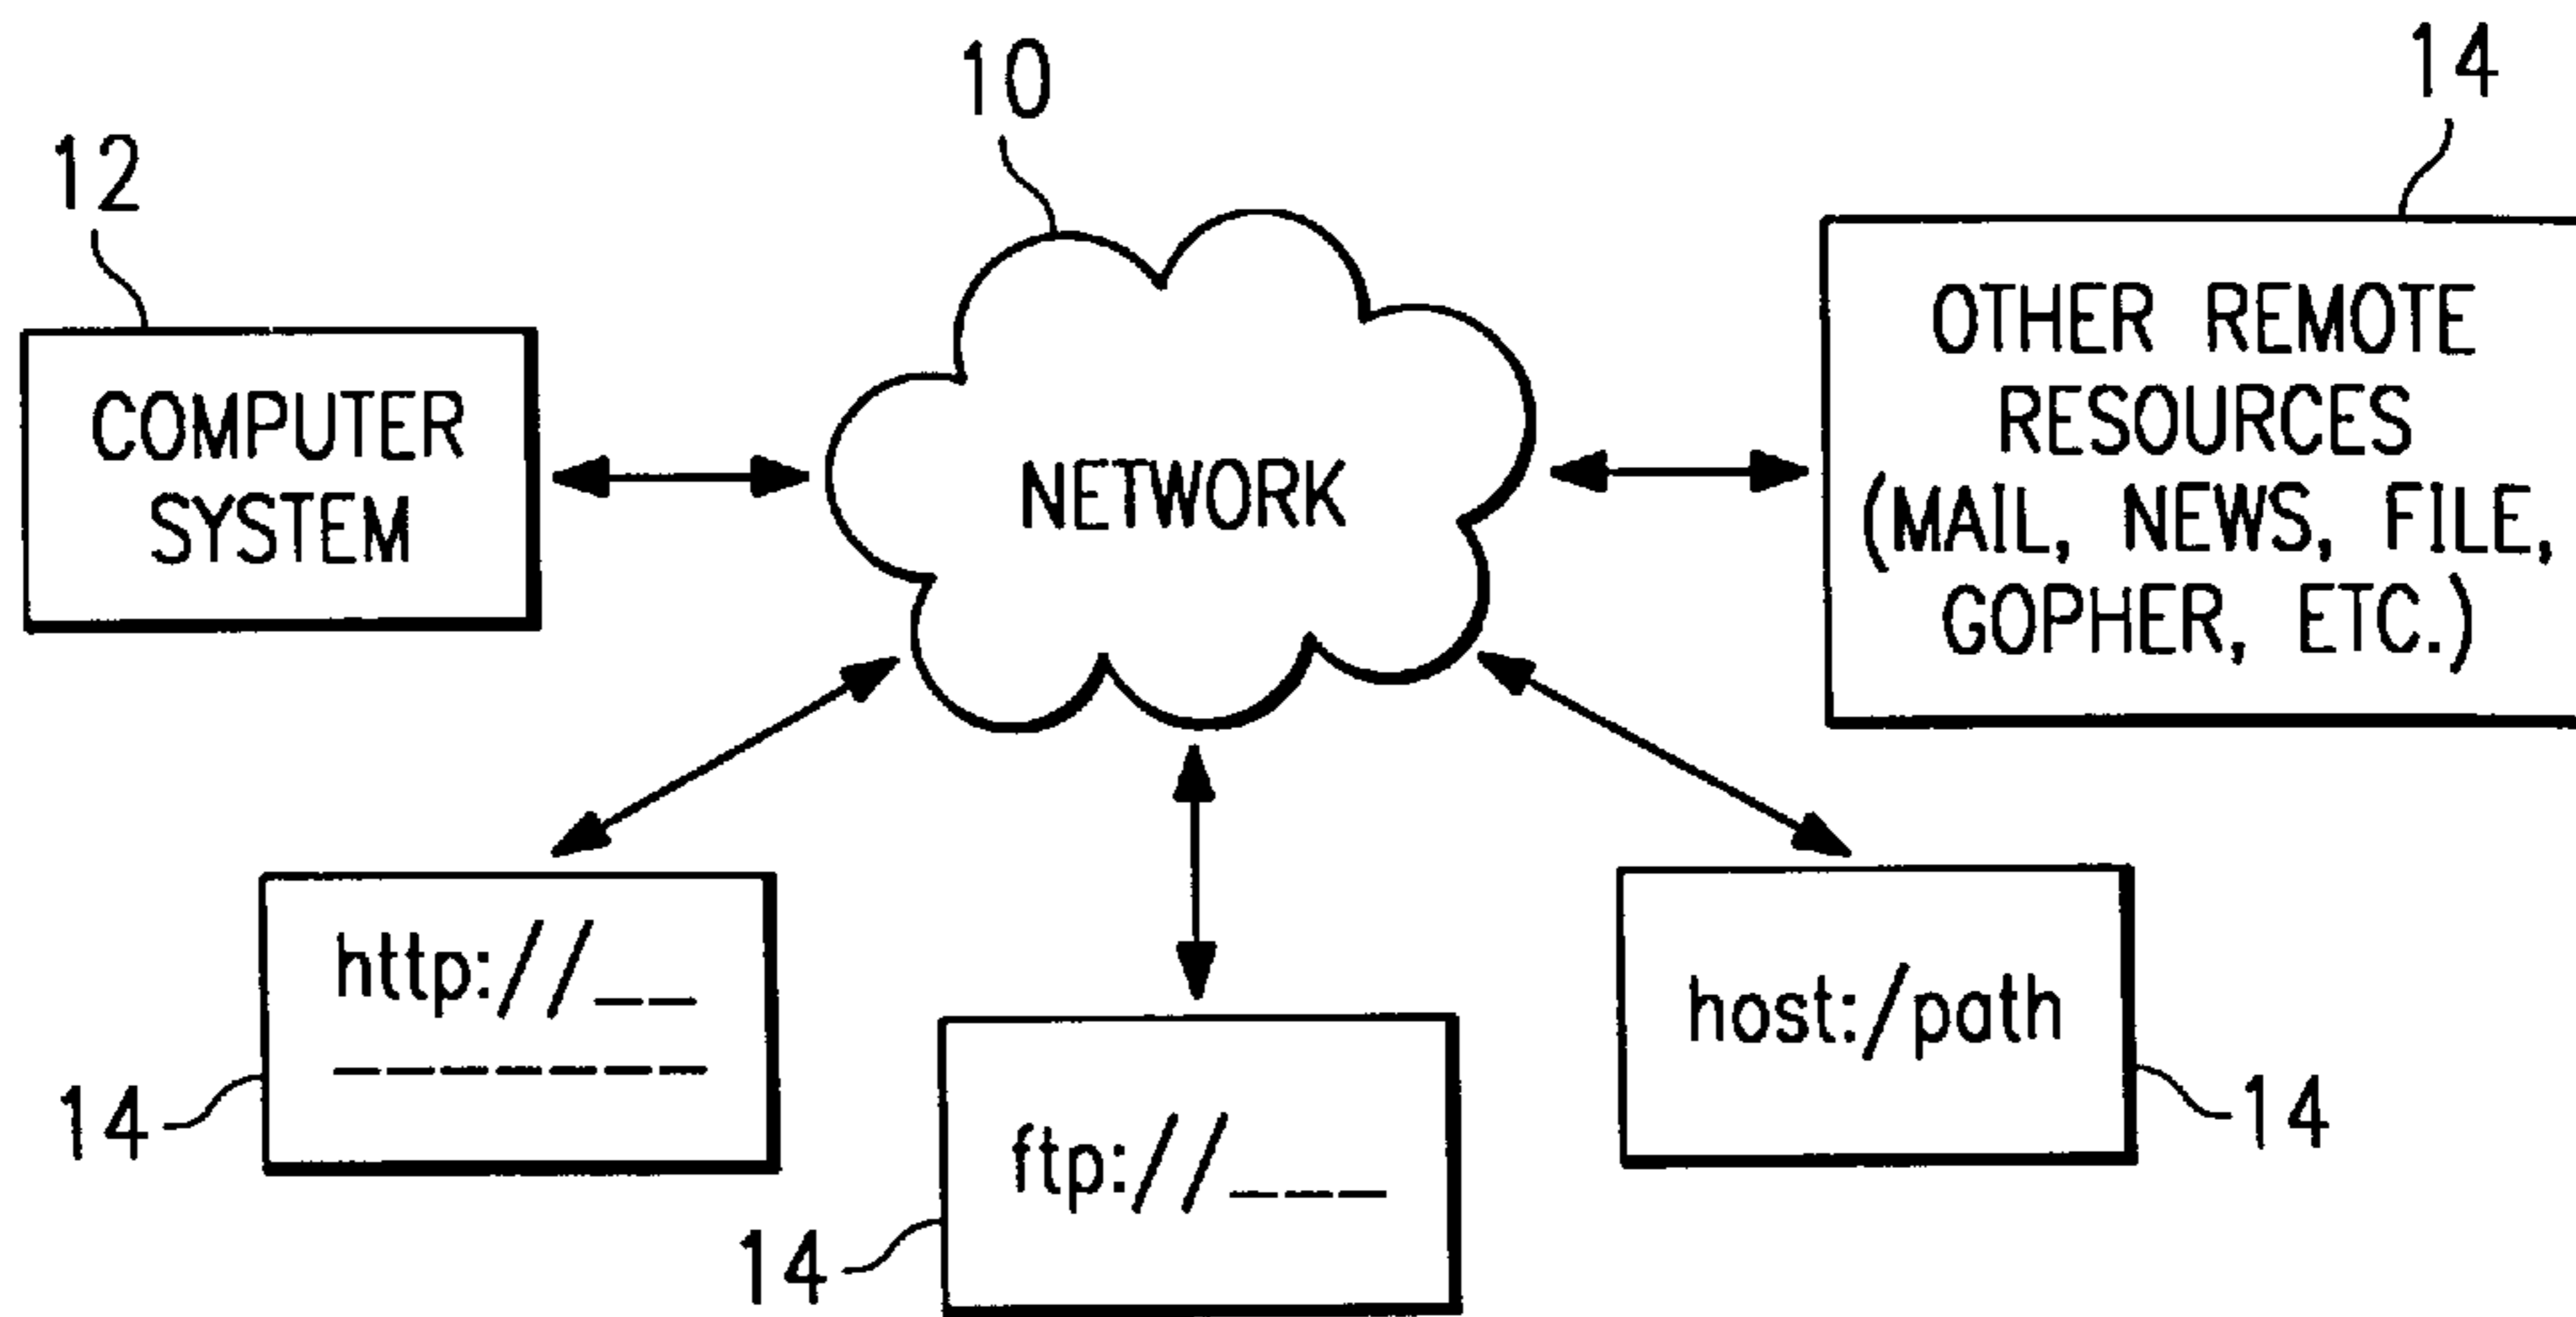 10
14
12
COMPUTER
SYSTEM
NETWORK
OTHER REMOTE
RESOURCES
(MAIL, NEWS, FILE,
GOPHER, ETC.)
http://__
_______
14
ftp://___
14
host:/path
14